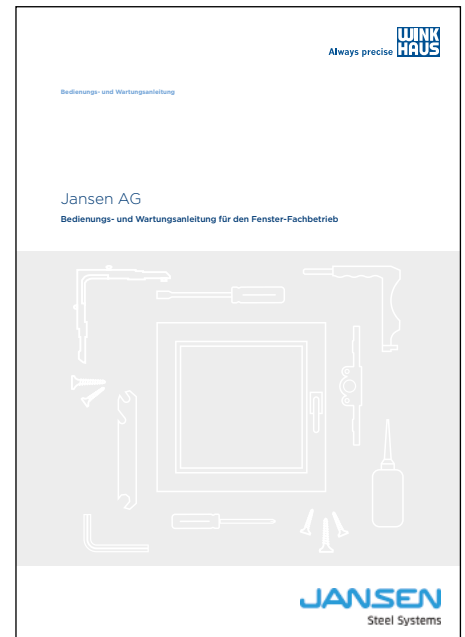 Always precise
WINK
HAUS
Bedienungs- und Wartungsanleitung
Jansen AG
Bedienungs- und Wartungsanleitung für den Fenster-Fachbetrieb
JANSEN
Steel Systems